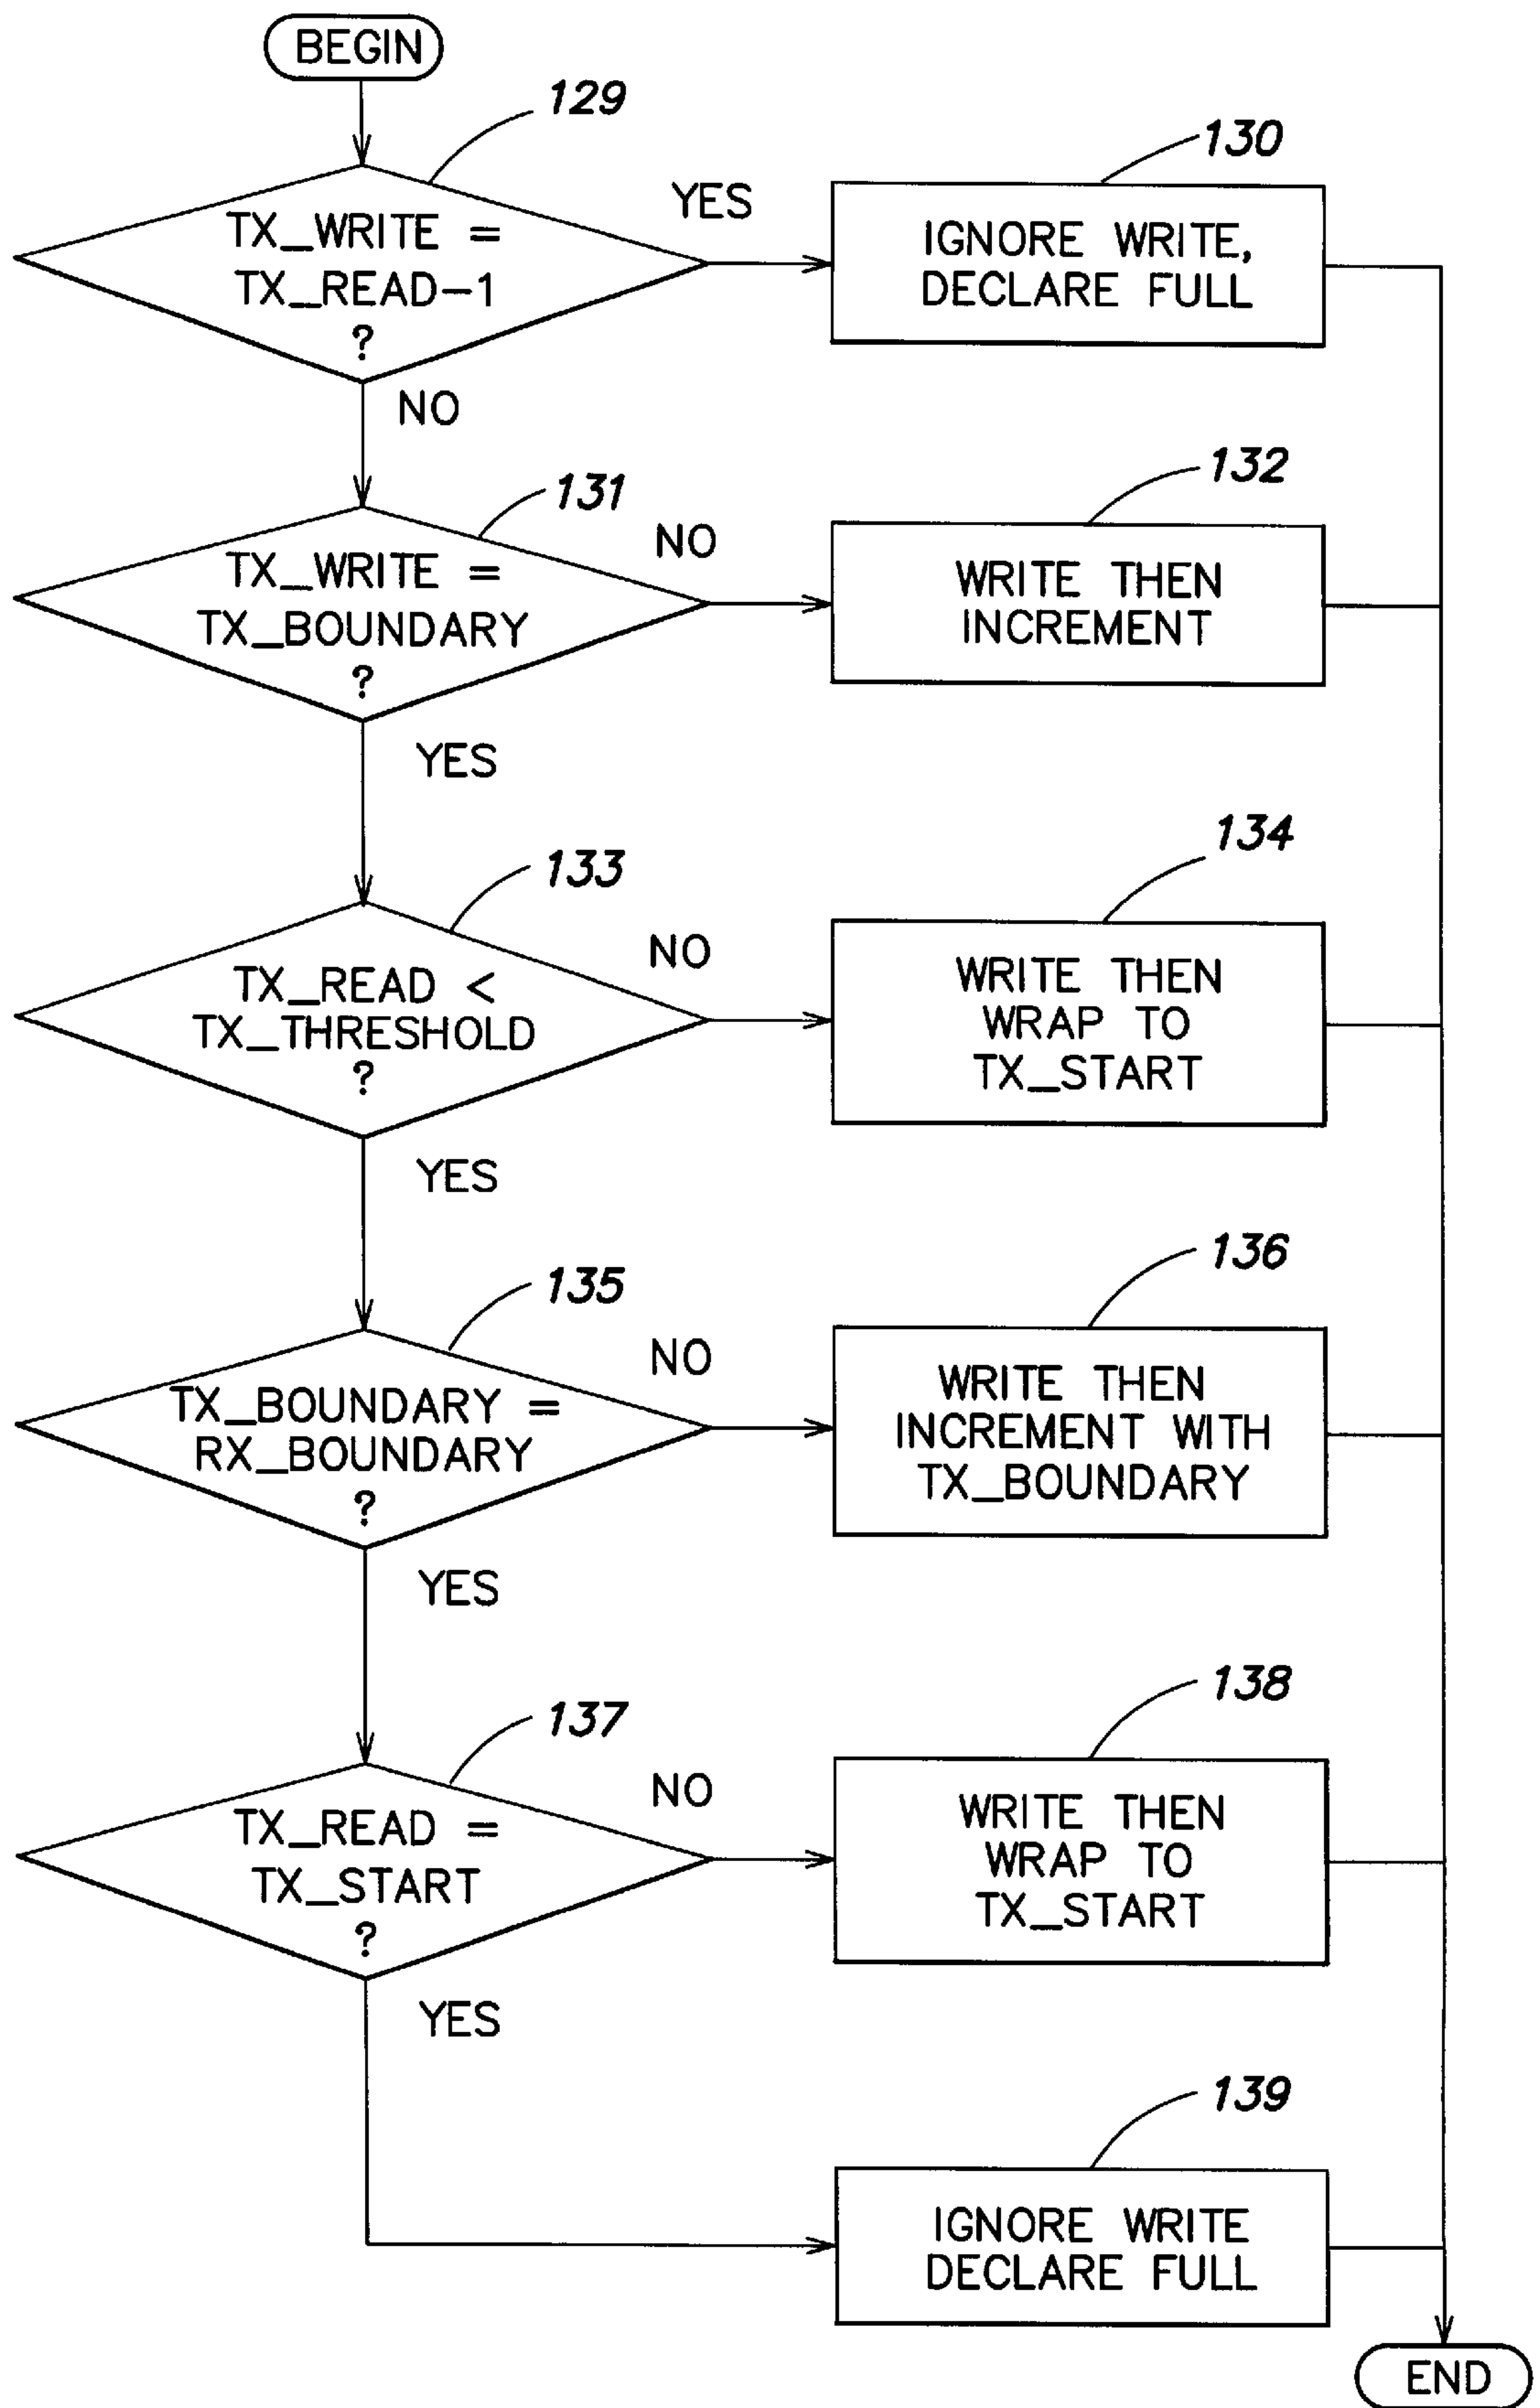 BEGIN
129
TX_WRITE =
TX_READ-1
?
YES
130
IGNORE WRITE,
DECLARE FULL
NO
131
TX_WRITE =
TX_BOUNDARY
?
NO
132
WRITE THEN
INCREMENT
YES
133
TX_READ <
TX_THRESHOLD
?
NO
134
WRITE THEN
WRAP TO
TX_START
YES
135
TX_BOUNDARY =
RX_BOUNDARY
?
NO
136
WRITE THEN
INCREMENT WITH
TX_BOUNDARY
YES
137
TX_READ =
TX_START
?
NO
138
WRITE THEN
WRAP TO
TX_START
YES
139
IGNORE WRITE
DECLARE FULL
END